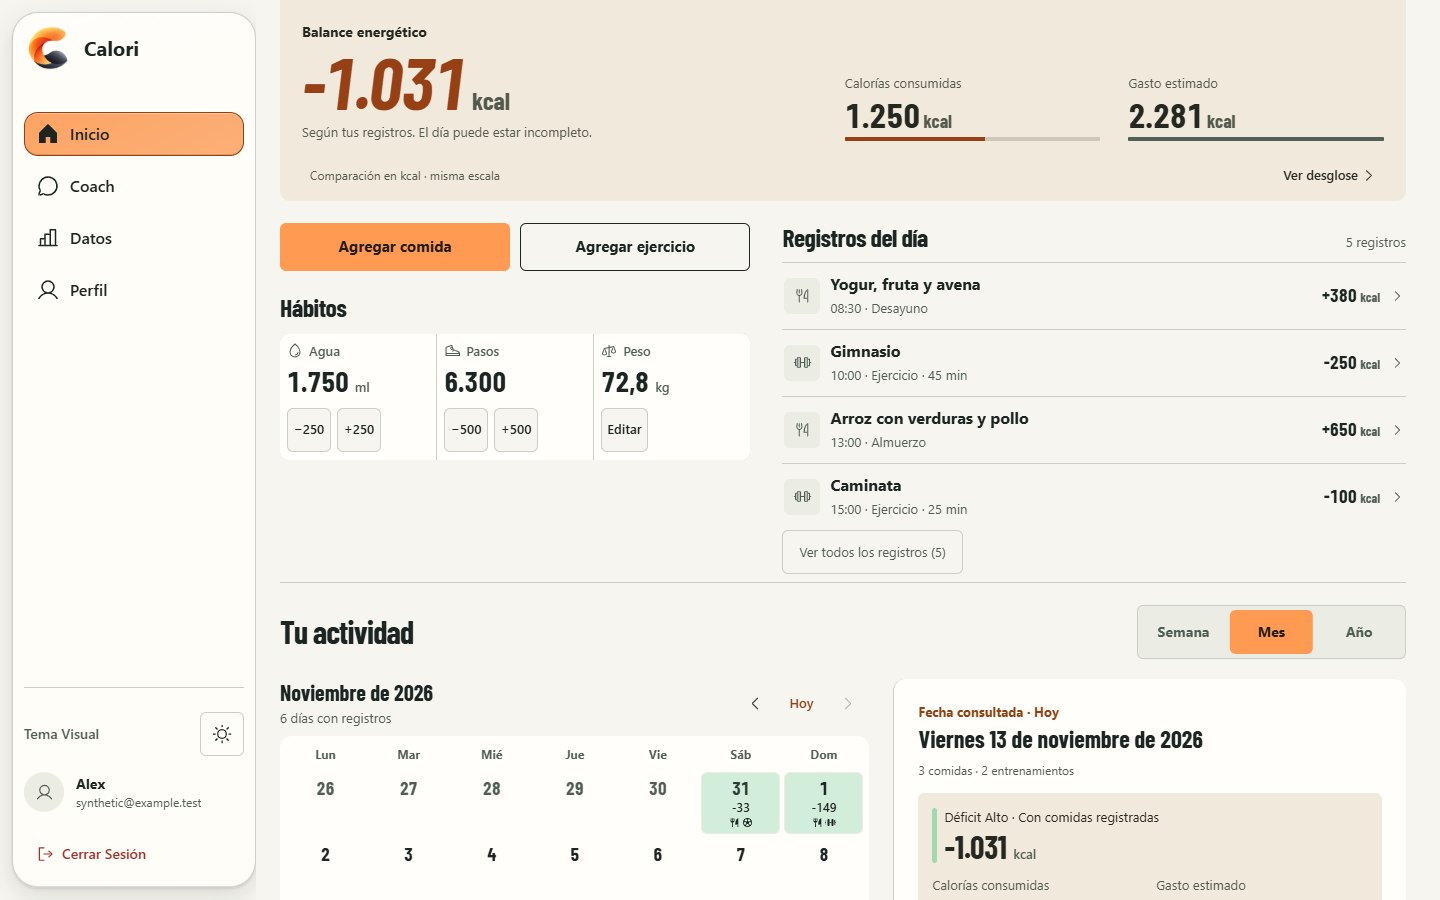 Calori
Inicio
Coach
Datos
Perfil
Tema Visual
Alex
synthetic@example.test
Cerrar Sesión
Balance energético
-1.031 kcal
Según tus registros. El día puede estar incompleto.
Calorías consumidas
1.250 kcal
Gasto estimado
2.281 kcal
Comparación en kcal · misma escala
Ver desglose
Agregar comida
Agregar ejercicio
Hábitos
Agua
1.750 ml
−250 +250
Pasos
6.300
−500 +500
Peso
72,8 kg
Editar
Registros del día
5 registros
Yogur, fruta y avena
08:30 · Desayuno
+380 kcal
Gimnasio
10:00 · Ejercicio · 45 min
-250 kcal
Arroz con verduras y pollo
13:00 · Almuerzo
+650 kcal
Caminata
15:00 · Ejercicio · 25 min
-100 kcal
Ver todos los registros (5)
Tu actividad
Semana Mes Año
Noviembre de 2026
6 días con registros
Hoy
Lun Mar Mié Jue Vie Sáb Dom
26 27 28 29 30 31 1
-33 -149
2 3 4 5 6 7 8
Fecha consultada · Hoy
Viernes 13 de noviembre de 2026
3 comidas · 2 entrenamientos
Déficit Alto · Con comidas registradas
-1.031 kcal
Calorías consumidas
Gasto estimado